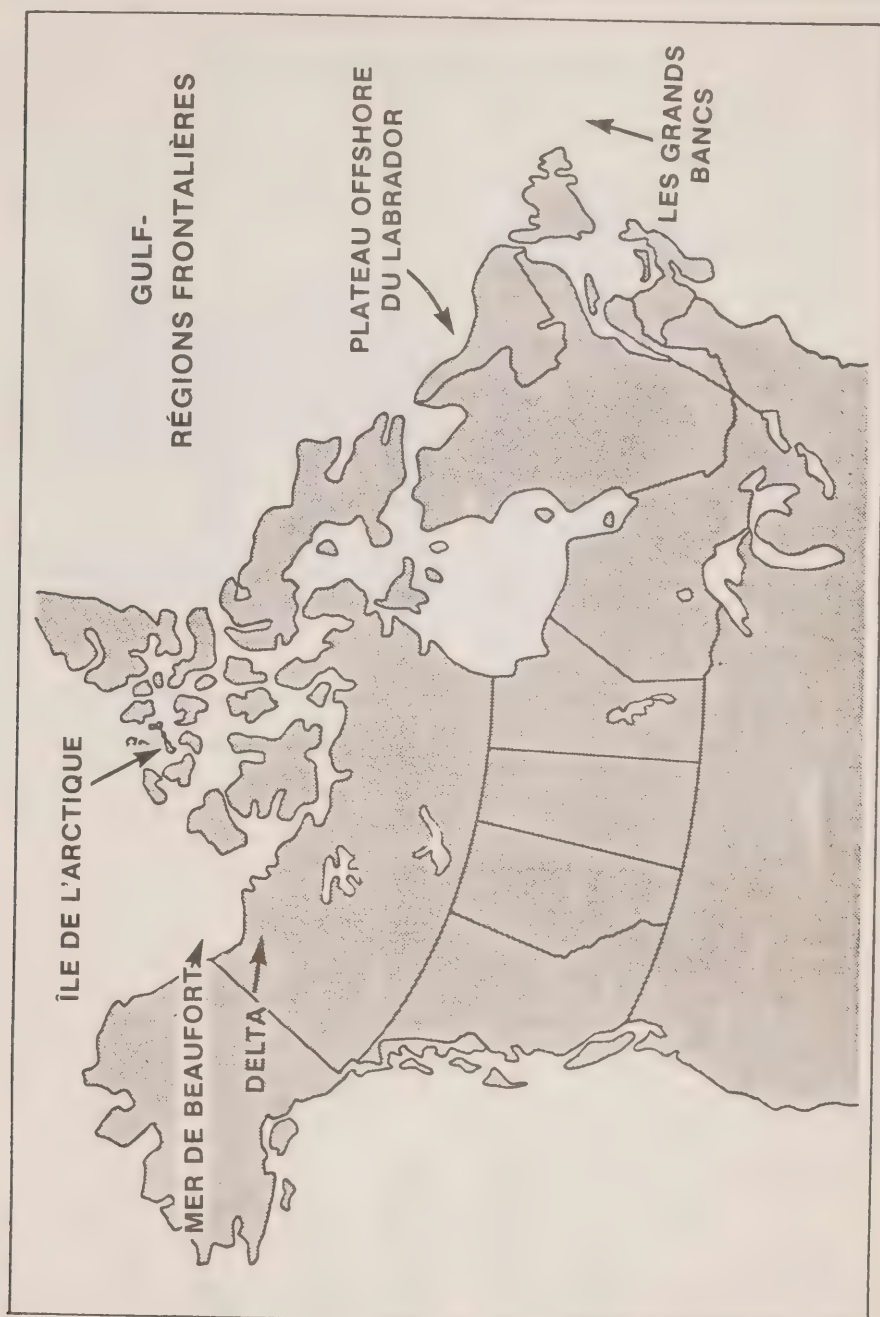 GULF-
RÉGIONS FRONTALIÈRES
ÎLE DE L'ARCTIQUE
MER DE BEAUFORT
DELTA
PLATEAU OFFSHORE
DU LABRADOR
LES GRANDS
BANCS